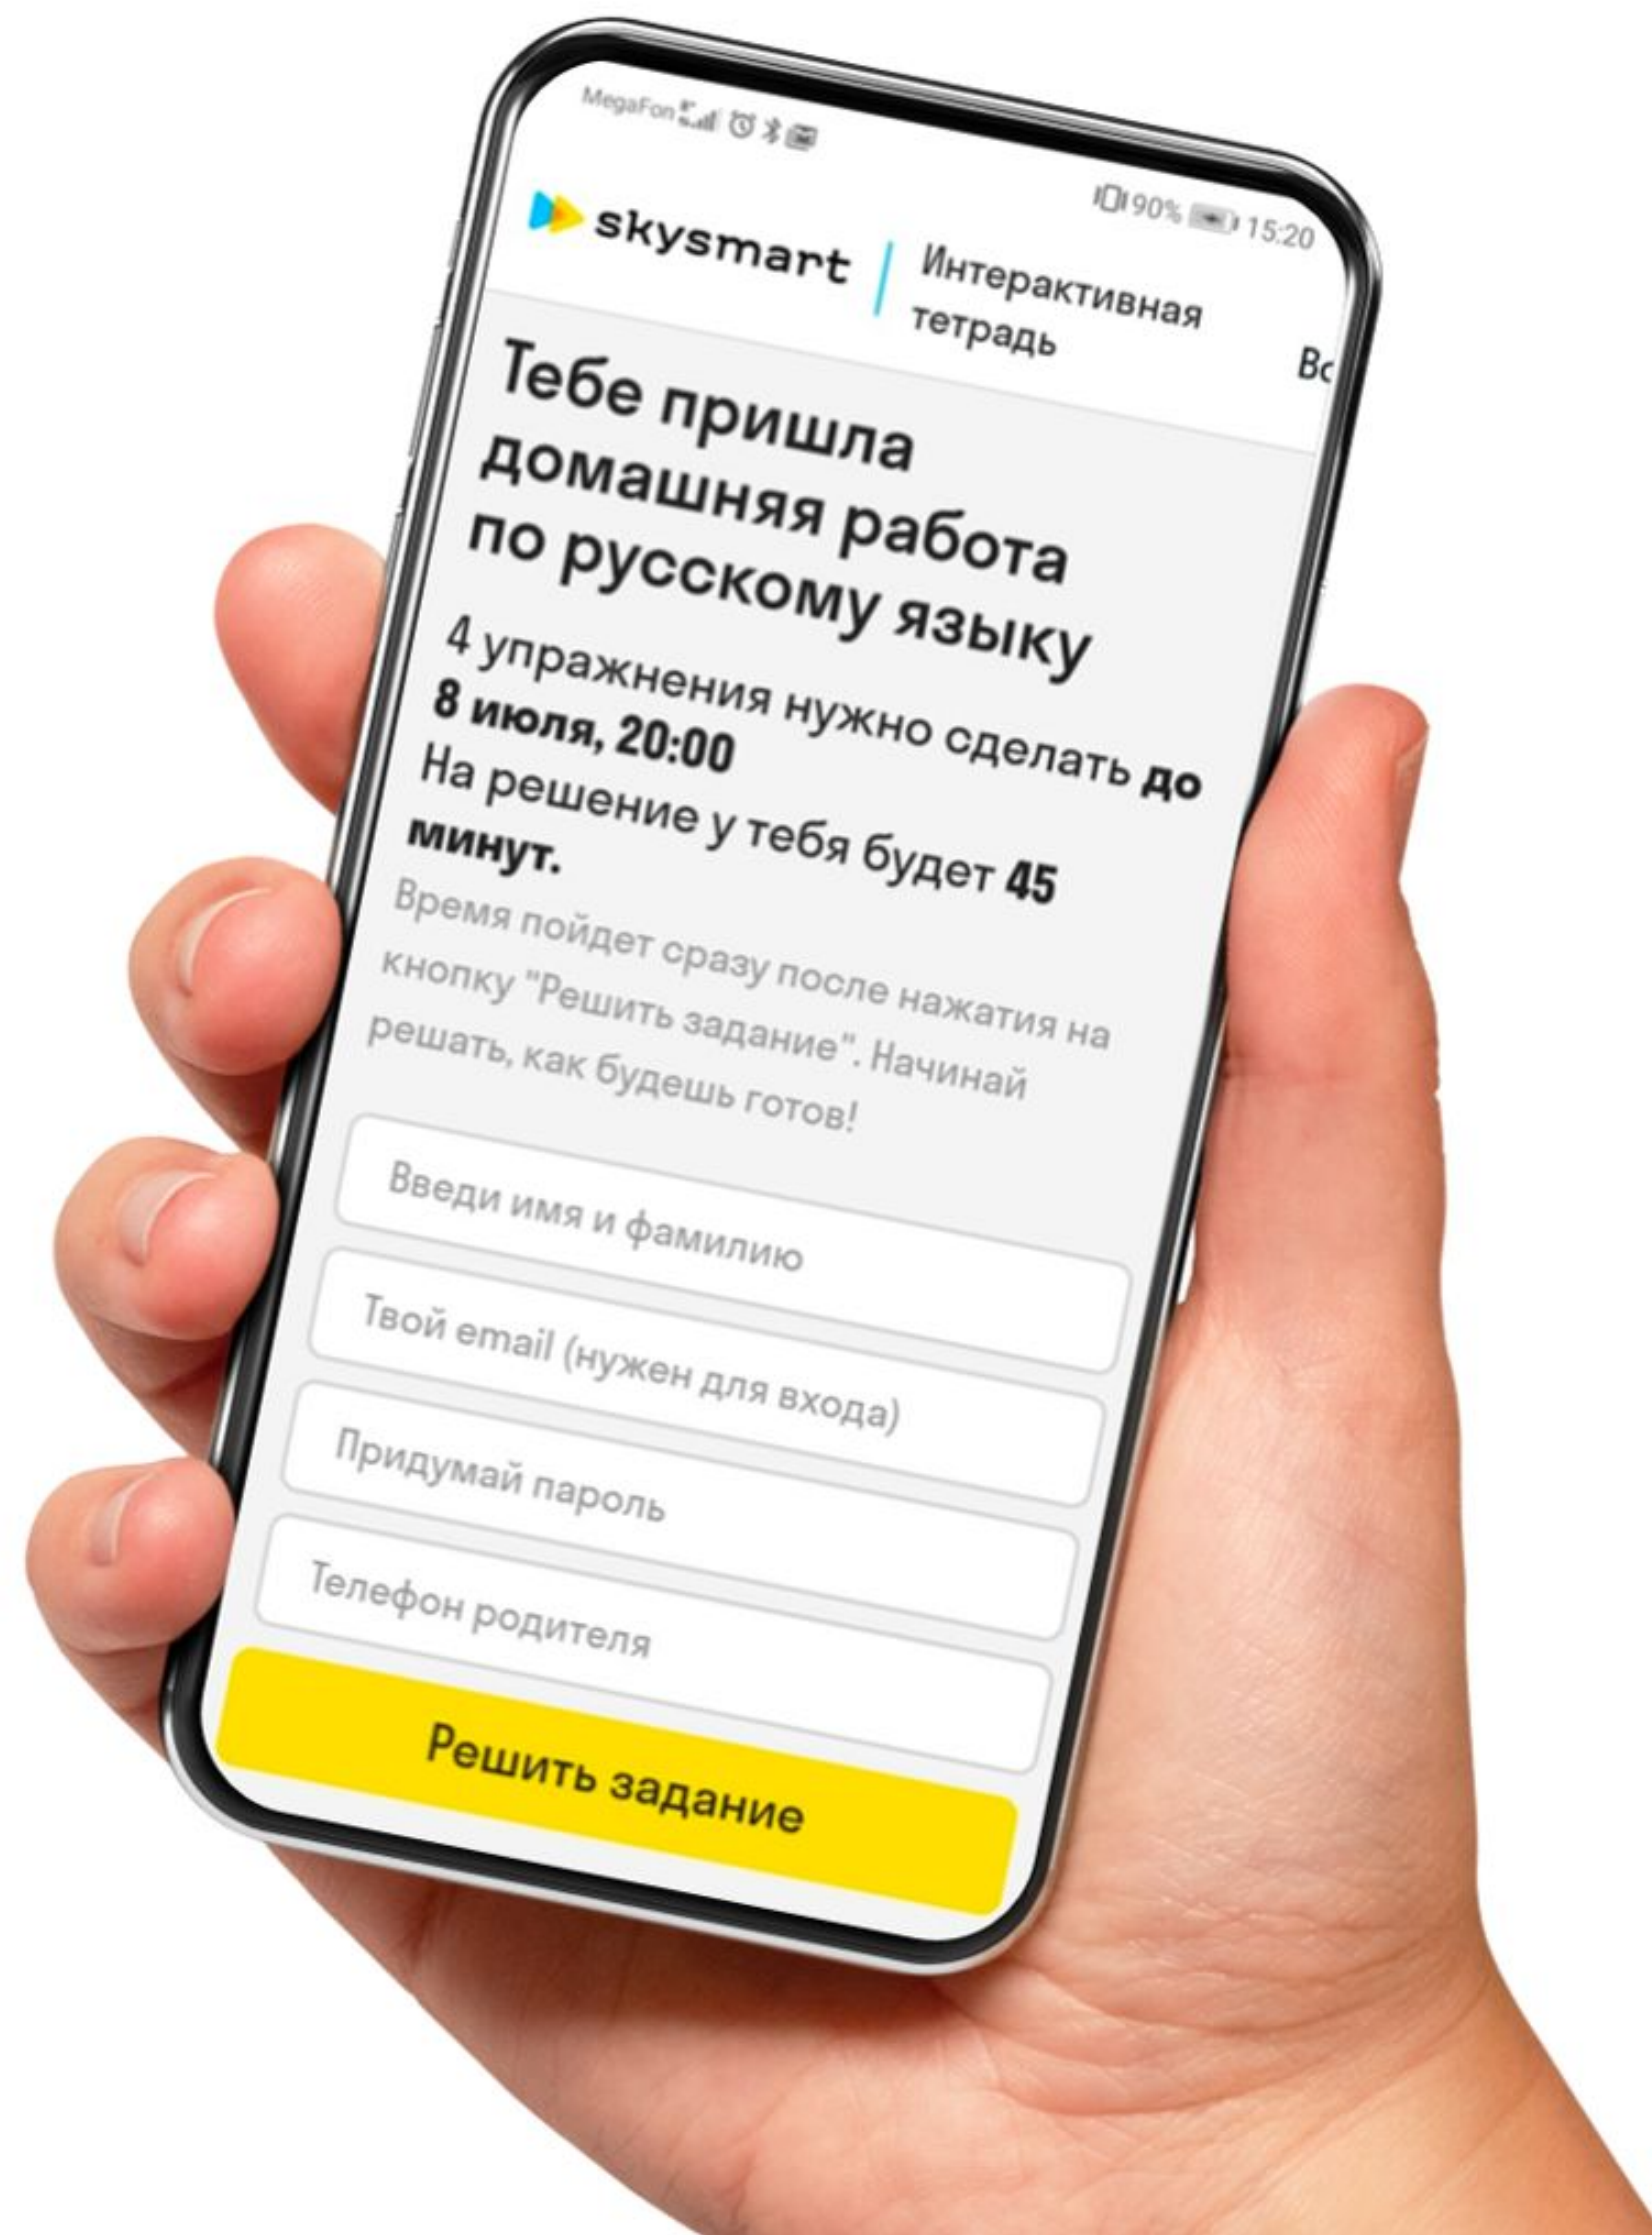 MegaFon
90% 15:20
skysmart
Интерактивная
тетрадь
Вс
Тебе пришла
домашняя работа
по русскому языку
4 упражнения нужно сделать до
8 июля, 20:00
На решение у тебя будет 45
минут.
Время пойдет сразу после нажатия на
кнопку "Решить задание". Начинай
решать, как будешь готов!
Введи имя и фамилию
Твой email (нужен для входа)
Придумай пароль
Телефон родителя
Решить задание